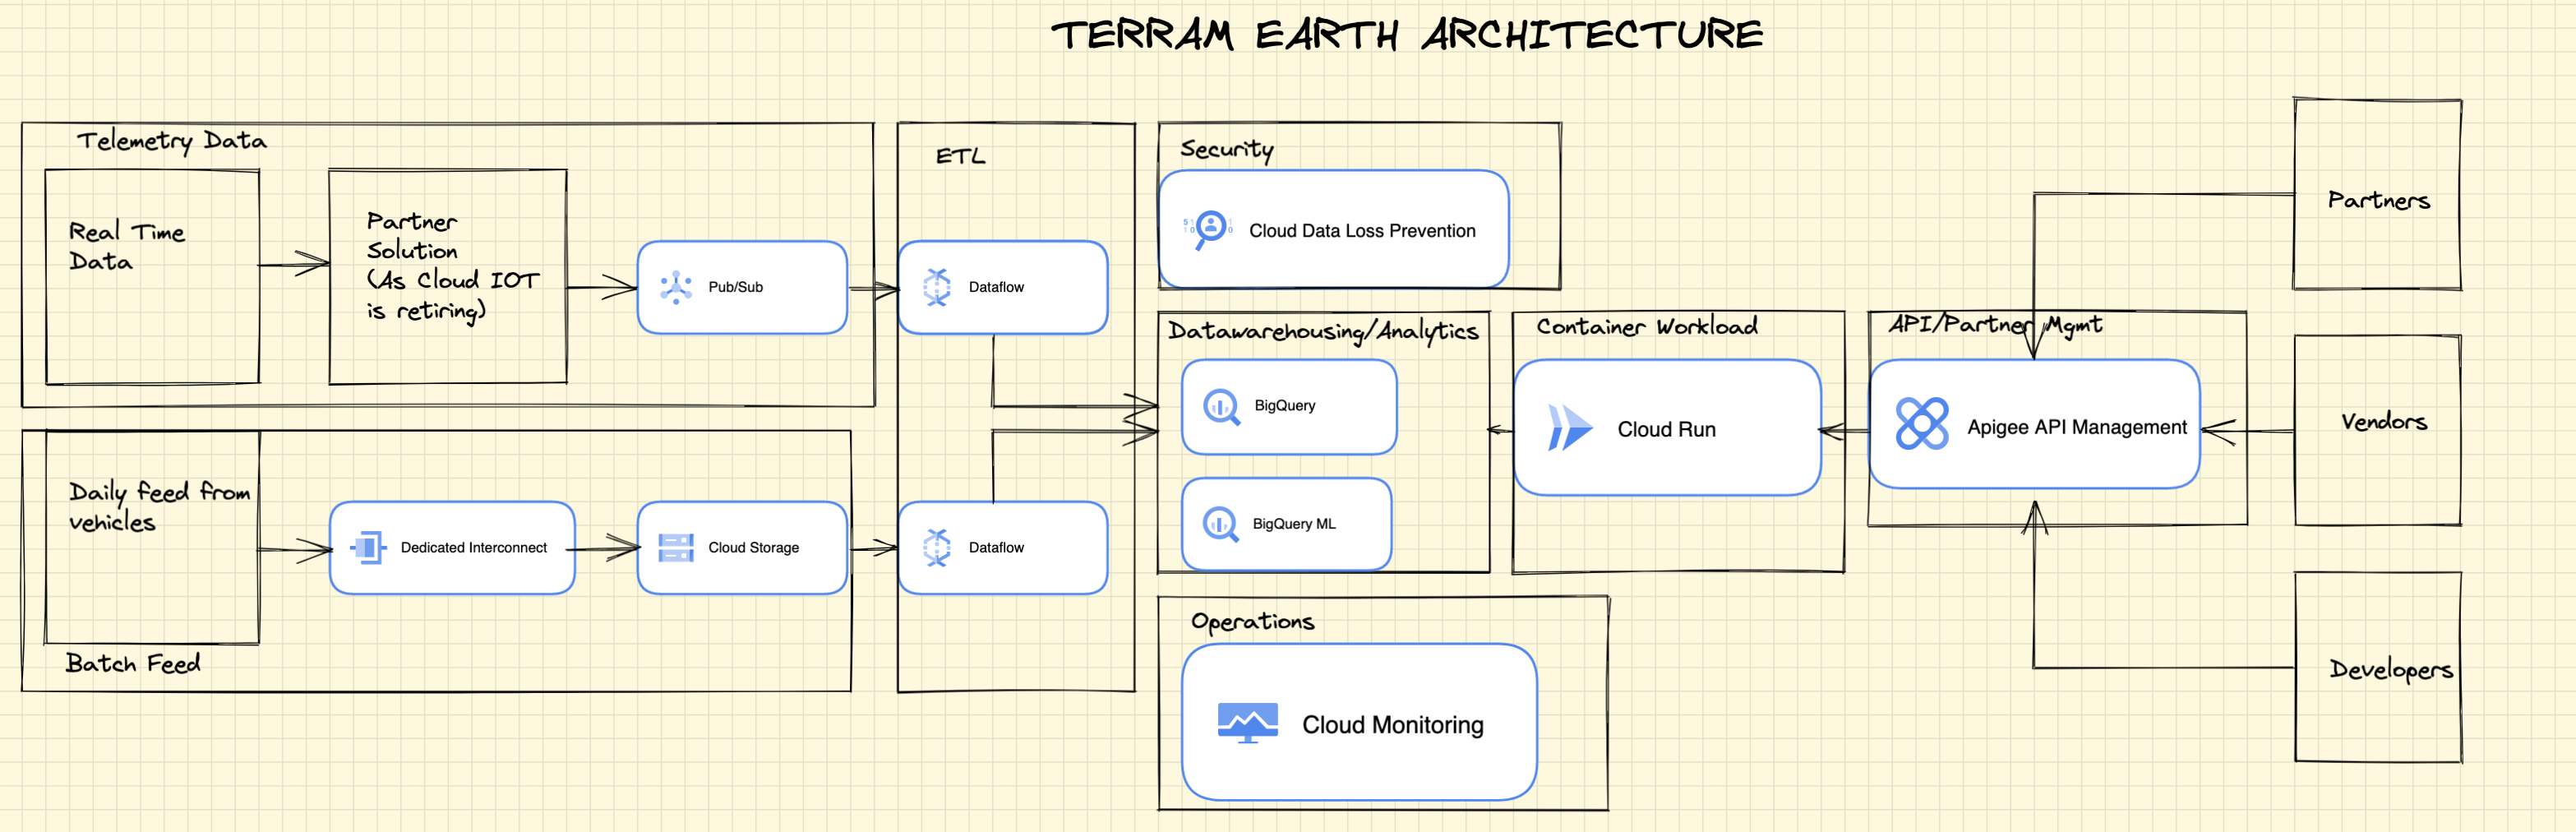 TERRAM EARTH ARCHITECTURE
Telemetry Data
Real Time
Data
Partner
Solution
(As Cloud IOT
is retiring)
Pub/Sub
Daily feed from
vehicles
Batch Feed
Dedicated Interconnect
Cloud Storage
ETL
Dataflow
Dataflow
Security
Cloud Data Loss Prevention
Datawarehousing/Analytics
BigQuery
BigQuery ML
Operations
Cloud Monitoring
Container Workload
Cloud Run
API/Partner Mgmt
Apigee API Management
Partners
Vendors
Developers